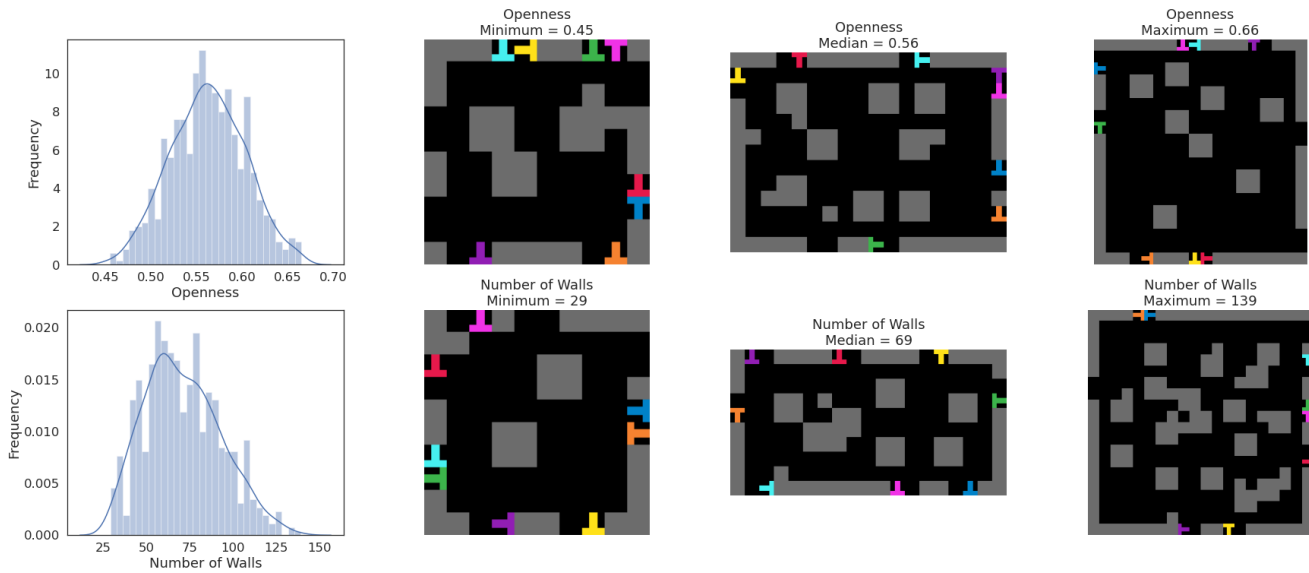 Openness
Minimum = 0.45
Openness
Median = 0.56
Openness
Maximum = 0.66
Frequency
10
8
6
4
2
0
0.45 0.50 0.55 0.60 0.65 0.70
Openness
Number of Walls
Minimum = 29
Number of Walls
Median = 69
Number of Walls
Maximum = 139
Frequency
0.020
0.015
0.010
0.005
0.000
25 50 75 100 125 150
Number of Walls